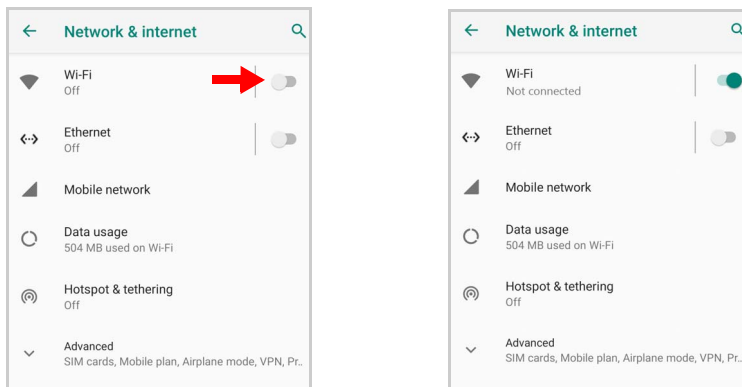 Network & internet
Wi-Fi
Off
Ethernet
Off
Mobile network
Data usage
504 MB used on Wi-Fi
Hotspot & tethering
Off
Advanced
SIM cards, Mobile plan, Airplane mode, VPN, Pr..
Network & internet
Wi-Fi
Not connected
Ethernet
Off
Mobile network
Data usage
504 MB used on Wi-Fi
Hotspot & tethering
Off
Advanced
SIM cards, Mobile plan, Airplane mode, VPN, Pr..